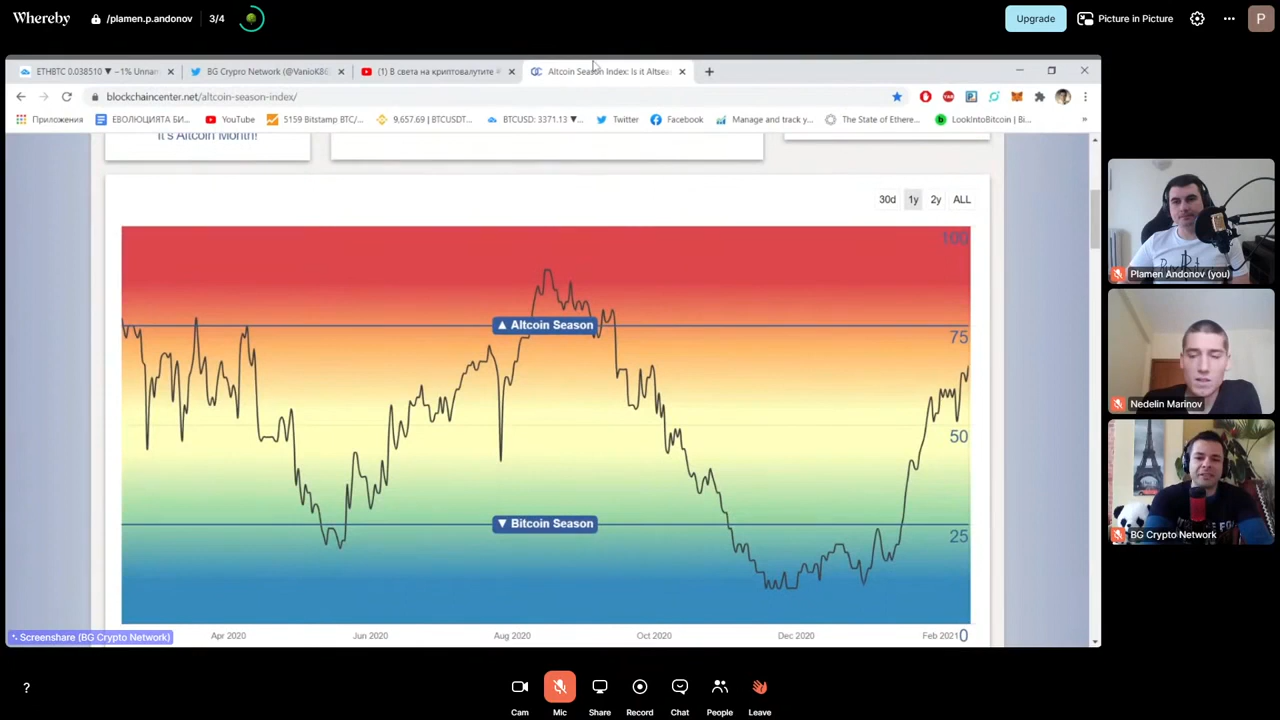 Whereby
/plamen.p.andonov
3/4
Upgrade
Picture in Picture
P
ETHBTC 0.038510 ▼ −1% Unnam
BG Crypro Network (@VanioK86
(1) В света на криптовалутите
Altcoin Season Index: Is it Altsea
blockchaincenter.net/altcoin-season-index/
Приложения
ЕВОЛЮЦИЯТА БИ...
YouTube
5159 Bitstamp BTC/...
9,657.69 | BTCUSDT...
BTCUSD: 3371.13 ▼...
Twitter
Facebook
Manage and track y...
The State of Ethere...
LookIntoBitcoin | Bi...
»
It's Altcoin Month!
30d
1y
2y
ALL
100
▲ Altcoin Season
75
50
▼ Bitcoin Season
25
0
Apr 2020
Jun 2020
Aug 2020
Oct 2020
Dec 2020
Feb 2021
Screenshare (BG Crypto Network)
Plamen Andonov (you)
Nedelin Marinov
BG Crypto Network
?
Cam
Mic
Share
Record
Chat
People
Leave